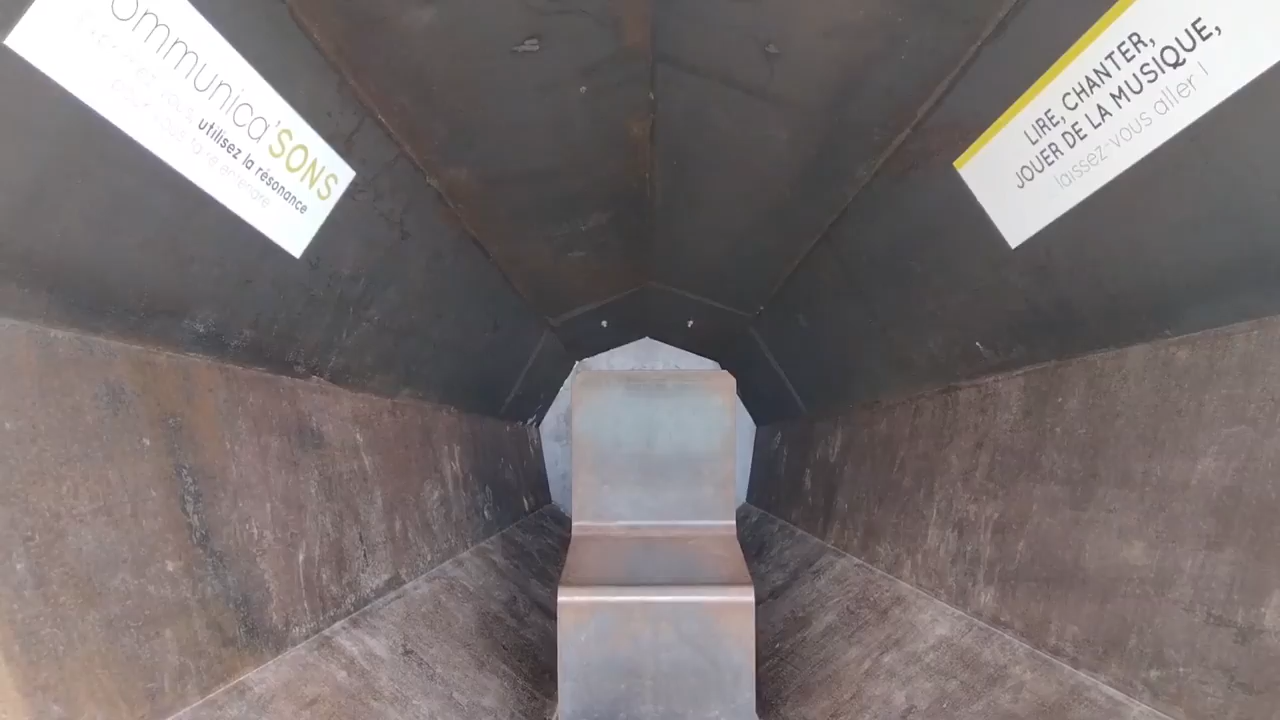 ommunica'SONS
utilisez la résonance
LIRE, CHANTER,
JOUER DE LA MUSIQUE,
laissez-vous aller !